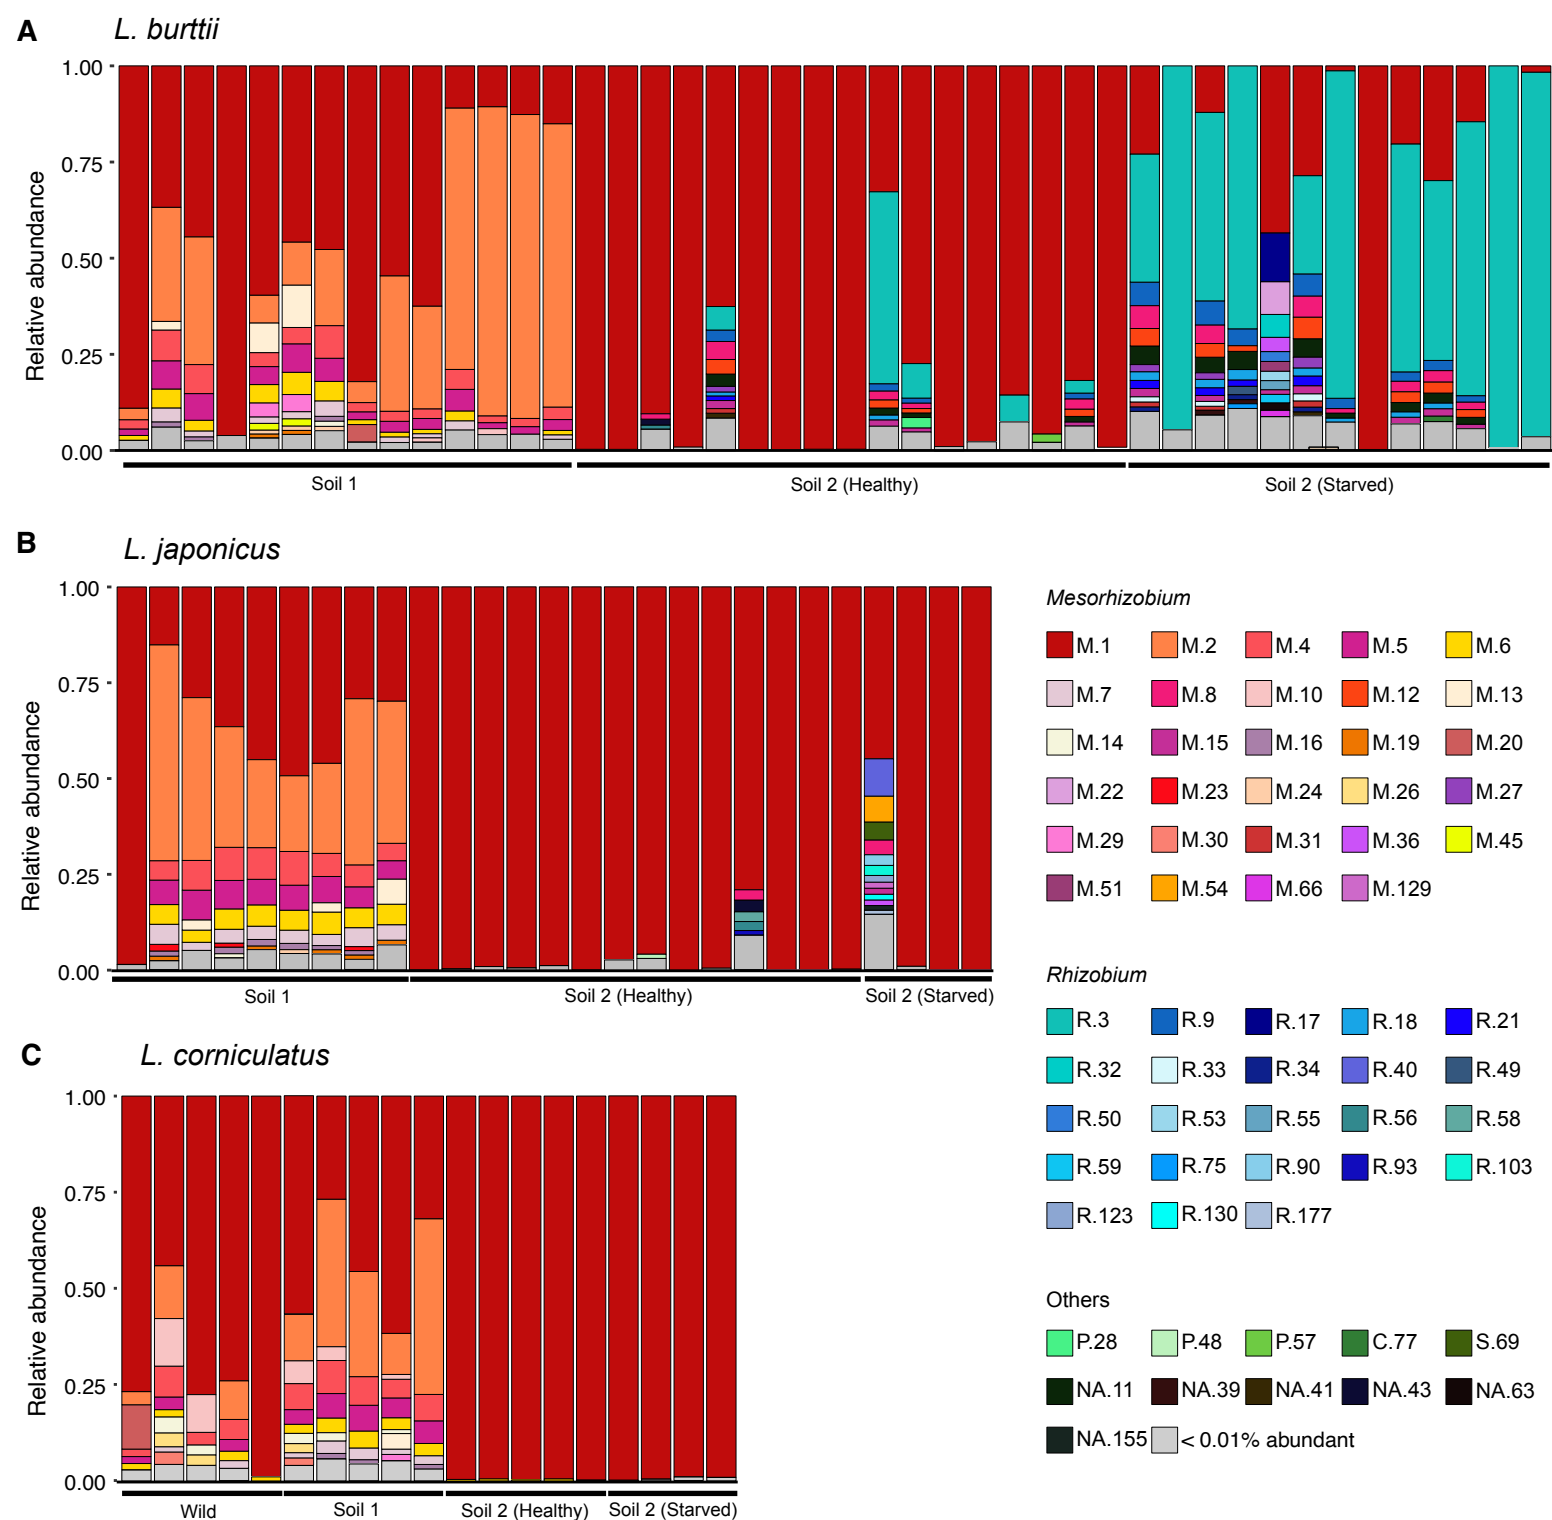 A
L. burttii
1.00
0.75
0.50
0.25
0.00
Relative abundance
Soil 1
Soil 2 (Healthy)
Soil 2 (Starved)
B
L. japonicus
1.00
0.75
0.50
0.25
0.00
Relative abundance
Soil 1
Soil 2 (Healthy)
Soil 2 (Starved)
C
L. corniculatus
1.00
0.75
0.50
0.25
0.00
Relative abundance
Wild
Soil 1
Soil 2 (Healthy)
Soil 2 (Starved)
Mesorhizobium
M.1 M.2 M.4 M.5 M.6
M.7 M.8 M.10 M.12 M.13
M.14 M.15 M.16 M.19 M.20
M.22 M.23 M.24 M.26 M.27
M.29 M.30 M.31 M.36 M.45
M.51 M.54 M.66 M.129
Rhizobium
R.3 R.9 R.17 R.18 R.21
R.32 R.33 R.34 R.40 R.49
R.50 R.53 R.55 R.56 R.58
R.59 R.75 R.90 R.93 R.103
R.123 R.130 R.177
Others
P.28 P.48 P.57 C.77 S.69
NA.11 NA.39 NA.41 NA.43 NA.63
NA.155 < 0.01% abundant